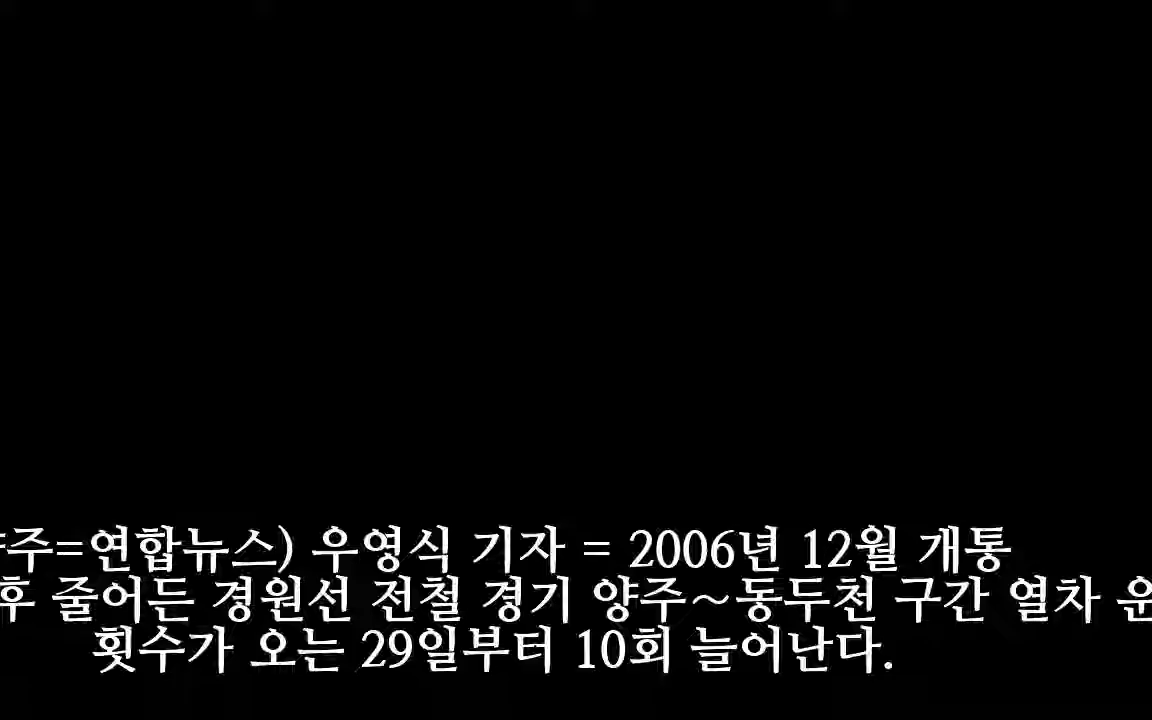 주=연합뉴스) 우영식 기자 = 2006년 12월 개통
후 줄어든 경원선 전철 경기 양주~동두천 구간 열차 운
횟수가 오는 29일부터 10회 늘어난다.